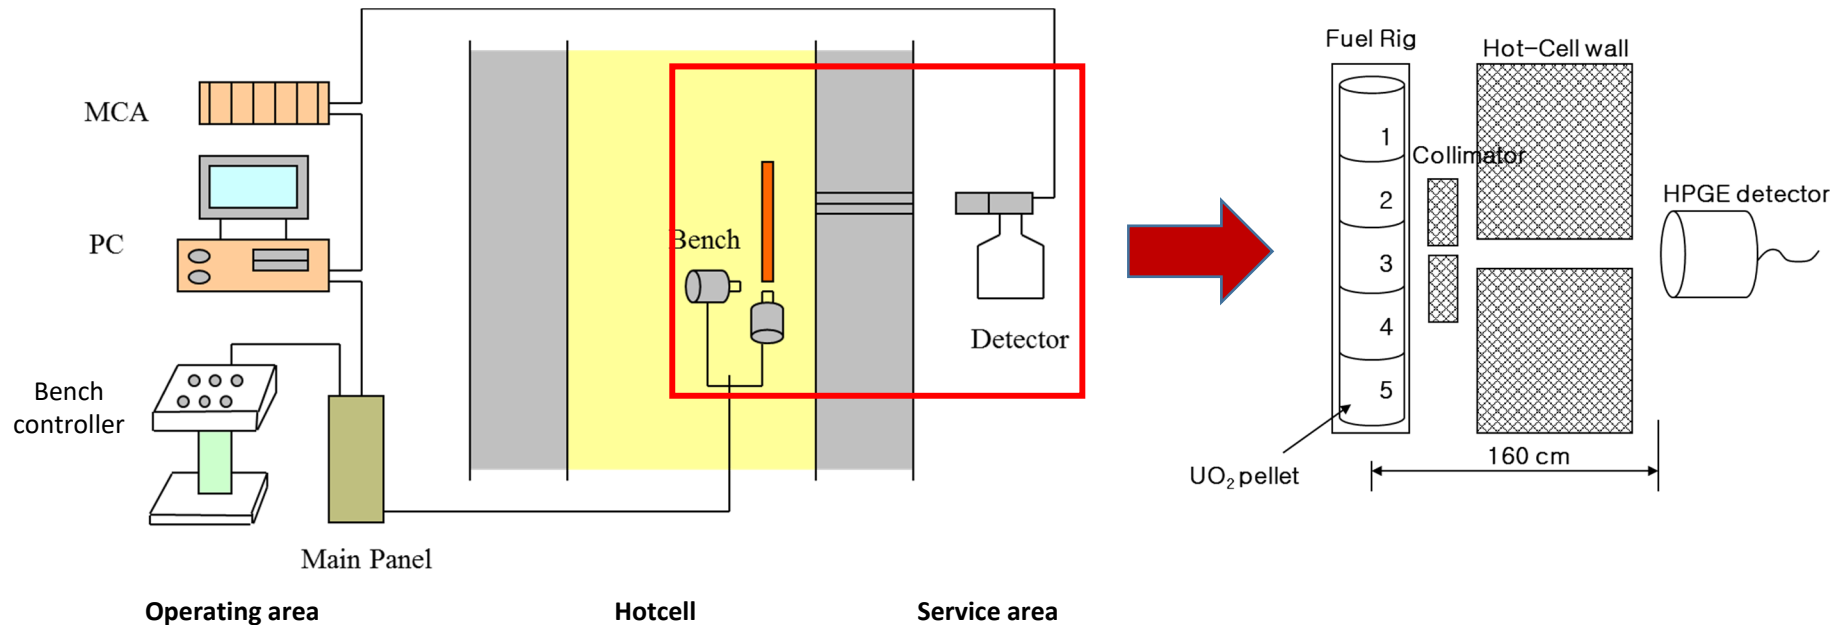 MCA
PC
Bench
controller
Main Panel
Bench
Detector
Operating area
Hotcell
Service area
Fuel Rig
Hot-Cell wall
1
Collimator
2
HPGE detector
3
4
5
160 cm
UO₂ pellet